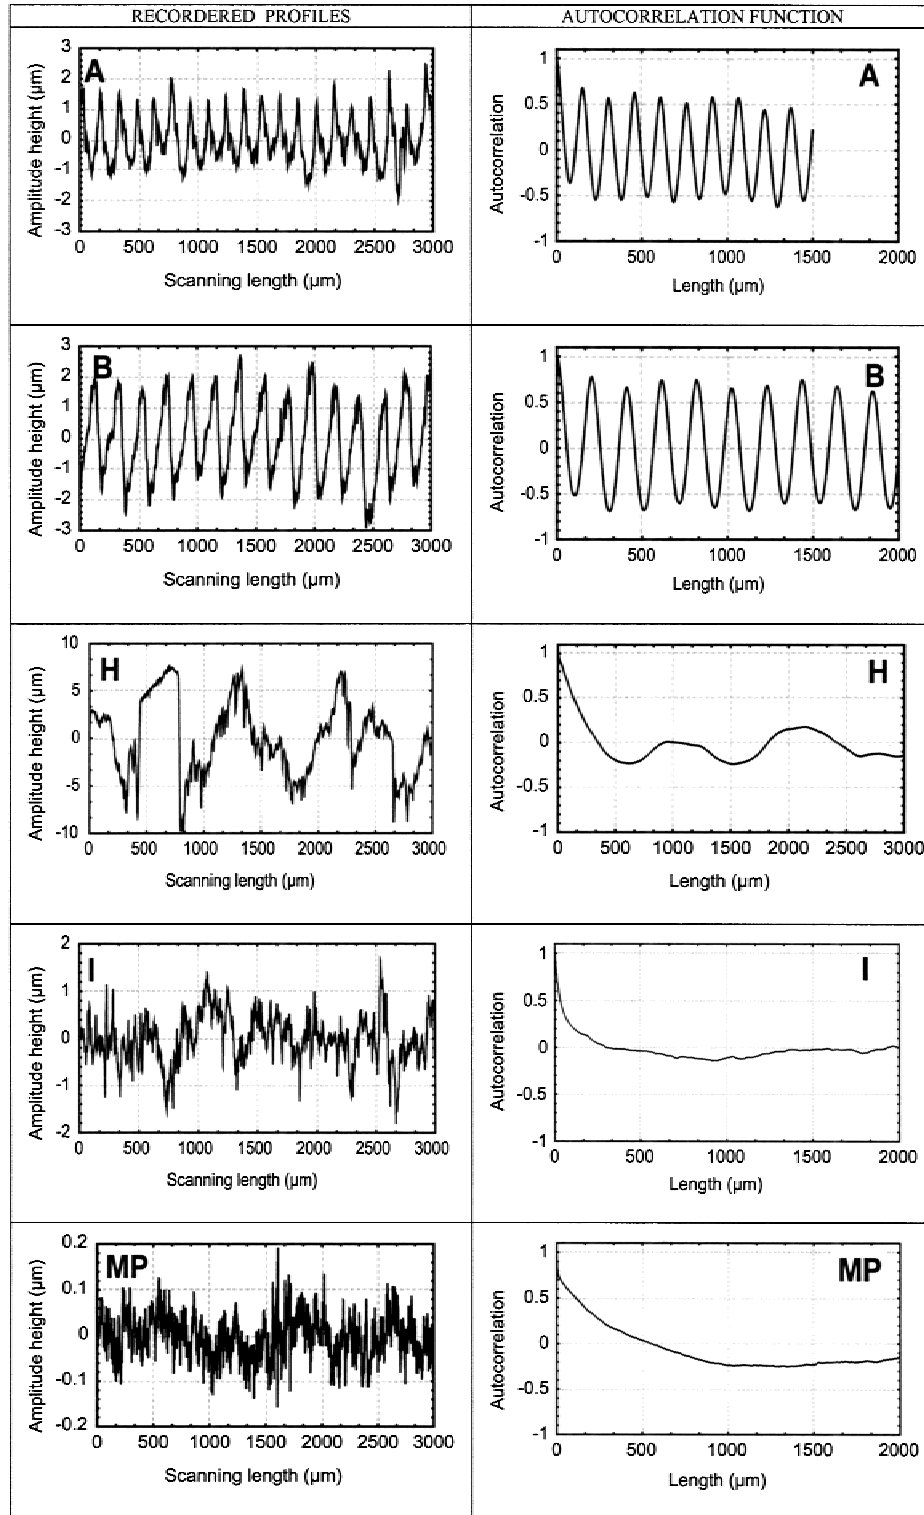 RECORDERED PROFILES
AUTOCORRELATION FUNCTION
A
Amplitude height (µm)
3
2
1
0
-1
-2
-3
0 500 1000 1500 2000 2500 3000
Scanning length (µm)
A
Autocorrelation
1
0.5
0
-0.5
-1
0 500 1000 1500 2000
Length (µm)
B
Amplitude height (µm)
3
2
1
0
-1
-2
-3
0 500 1000 1500 2000 2500 3000
Scanning length (µm)
B
Autocorrelation
1
0.5
0
-0.5
-1
0 500 1000 1500 2000
Length (µm)
H
Amplitude height (µm)
10
5
0
-5
-10
0 500 1000 1500 2000 2500 3000
Scanning length (µm)
H
Autocorrelation
1
0.5
0
-0.5
-1
0 500 1000 1500 2000 2500 3000
Length (µm)
I
Amplitude height (µm)
2
1
0
-1
-2
0 500 1000 1500 2000 2500 3000
Scanning length (µm)
I
Autocorrelation
1
0.5
0
-0.5
-1
0 500 1000 1500 2000
Length (µm)
MP
Amplitude height (µm)
0.2
0.1
0
-0.1
-0.2
0 500 1000 1500 2000 2500 3000
Scanning length (µm)
MP
Autocorrelation
1
0.5
0
-0.5
-1
0 500 1000 1500 2000
Length (µm)